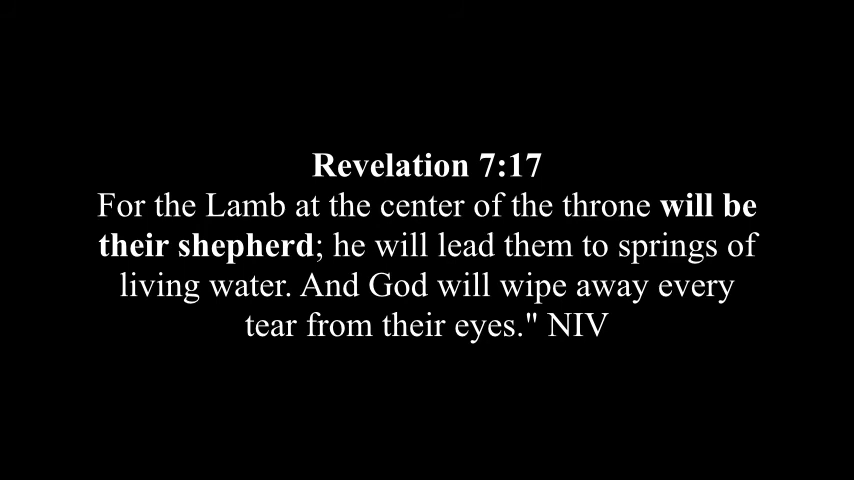 Revelation 7:17
For the Lamb at the center of the throne will be
their shepherd; he will lead them to springs of
living water. And God will wipe away every
tear from their eyes." NIV